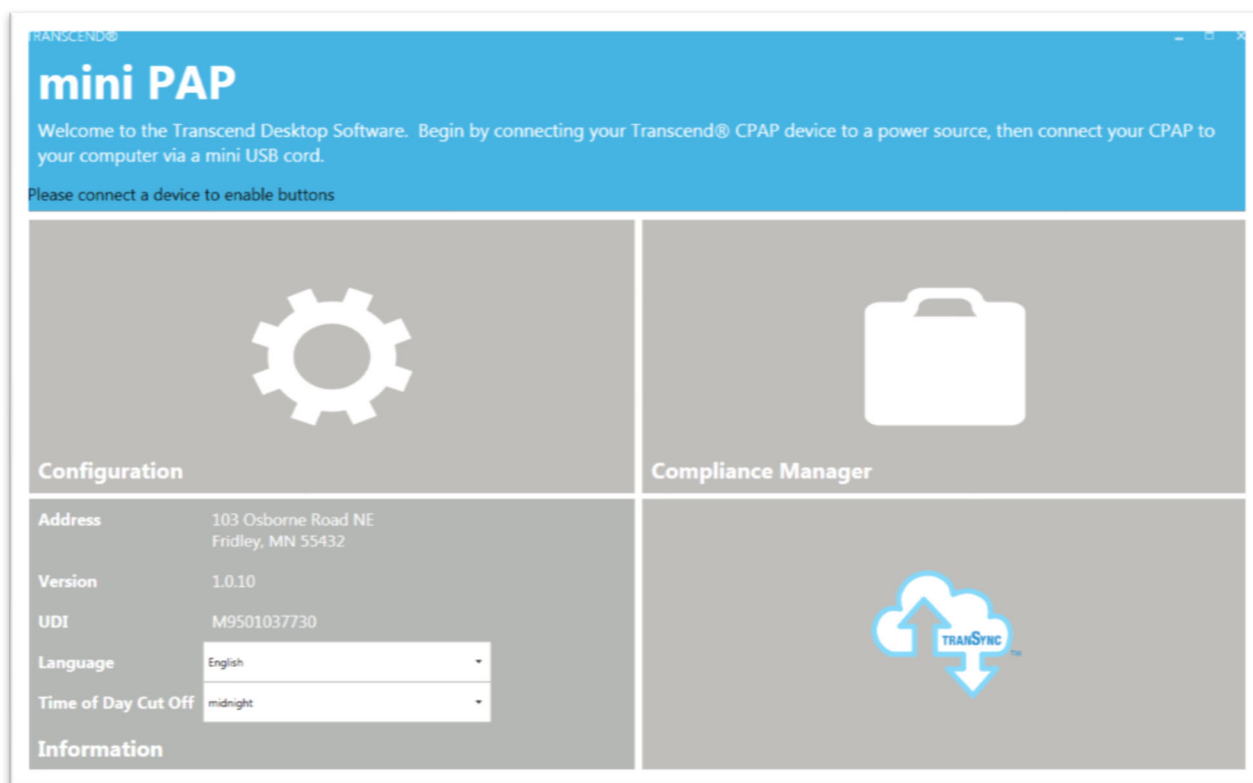 TRANSCEND®
mini PAP
Welcome to the Transcend Desktop Software. Begin by connecting your Transcend® CPAP device to a power source, then connect your CPAP to
your computer via a mini USB cord.
Please connect a device to enable buttons
Configuration
Compliance Manager
Address 103 Osborne Road NE
Fridley, MN 55432
Version 1.0.10
UDI M9501037730
Language English
Time of Day Cut Off midnight
Information
TRANSYNC™